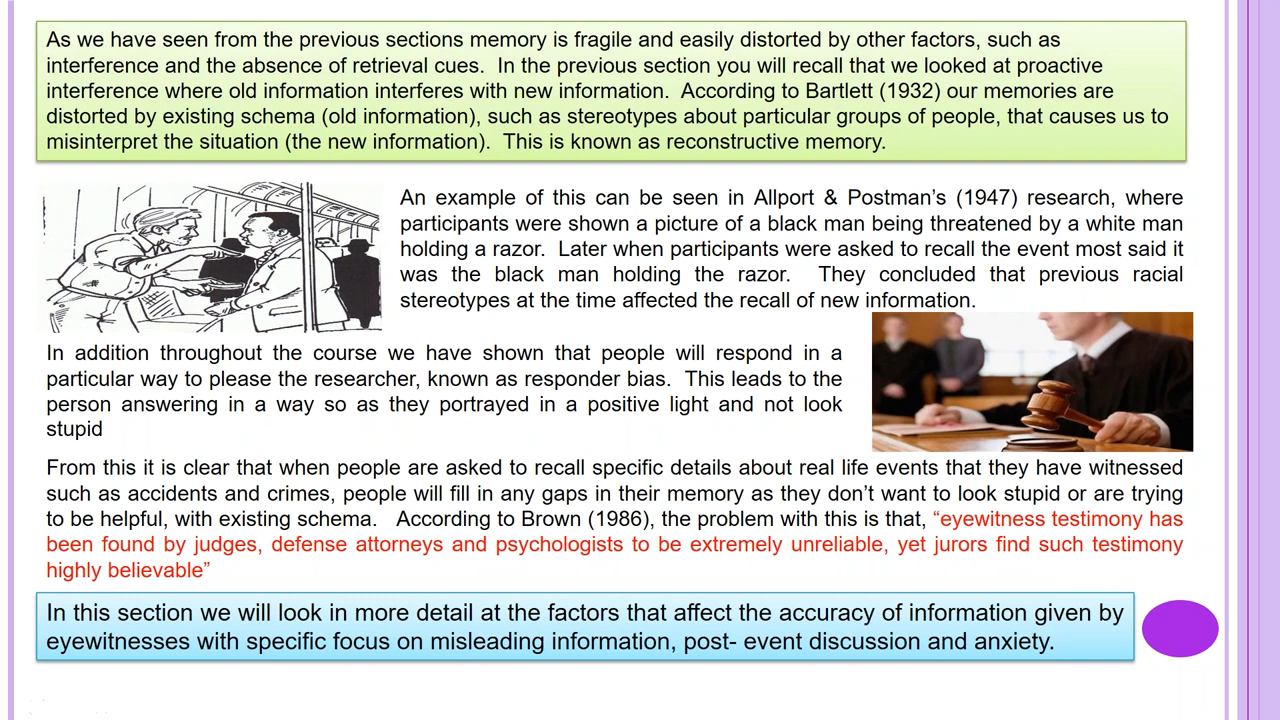 As we have seen from the previous sections memory is fragile and easily distorted by other factors, such as
interference and the absence of retrieval cues.  In the previous section you will recall that we looked at proactive
interference where old information interferes with new information.  According to Bartlett (1932) our memories are
distorted by existing schema (old information), such as stereotypes about particular groups of people, that causes us to
misinterpret the situation (the new information).  This is known as reconstructive memory.
An example of this can be seen in Allport & Postman’s (1947) research, where
participants were shown a picture of a black man being threatened by a white man
holding a razor.  Later when participants were asked to recall the event most said it
was the black man holding the razor.  They concluded that previous racial
stereotypes at the time affected the recall of new information.
In addition throughout the course we have shown that people will respond in a
particular way to please the researcher, known as responder bias.  This leads to the
person answering in a way so as they portrayed in a positive light and not look
stupid
From this it is clear that when people are asked to recall specific details about real life events that they have witnessed
such as accidents and crimes, people will fill in any gaps in their memory as they don’t want to look stupid or are trying
to be helpful, with existing schema.  According to Brown (1986), the problem with this is that, “eyewitness testimony has
been found by judges, defense attorneys and psychologists to be extremely unreliable, yet jurors find such testimony
highly believable”
In this section we will look in more detail at the factors that affect the accuracy of information given by
eyewitnesses with specific focus on misleading information, post- event discussion and anxiety.